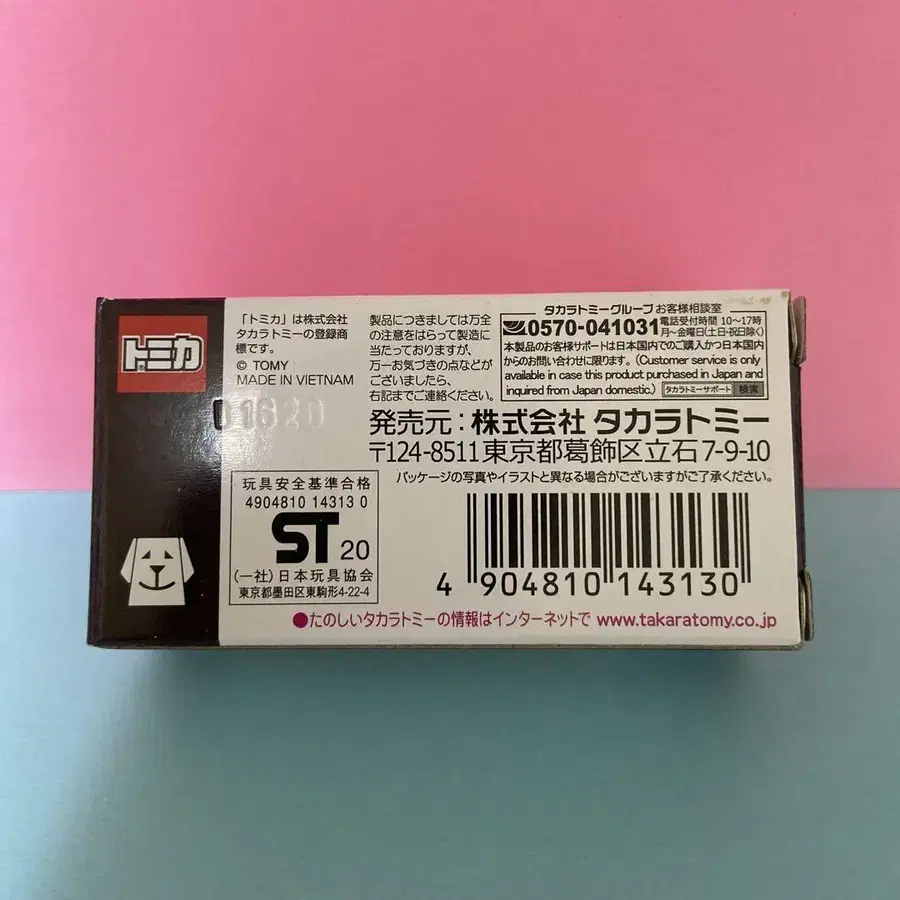 トミカ
「トミカ」は株式会社
タカラトミーの登録商
標です。
© TOMY
MADE IN VIETNAM
製品につきましては万全
の注意をはらって製造に
当たっておりますが、
万一お気づきの点などが
ございましたら、
右記までご連絡ください。
タカラトミーグループ お客様相談室
0570-041031 電話受付時間 10〜17時
月〜金曜日(土日・祝日除く)
本製品のお客様サポートは日本国内でのご購入かつ日本国内
からのお問い合わせに限ります。(Customer service is only
available in case this product purchased in Japan and
inquired from Japan domestic.) タカラトミーサポート 検索
D1620
発売元:株式会社 タカラトミー
〒124-8511 東京都葛飾区立石7-9-10
パッケージの写真やイラストと異なる場合がございますがご了承ください。
玩具安全基準合格
4904810 14313 0
ST 20
(一社)日本玩具協会
東京都墨田区東駒形4-22-4
4 904810 143130
●たのしいタカラトミーの情報はインターネットで www.takaratomy.co.jp